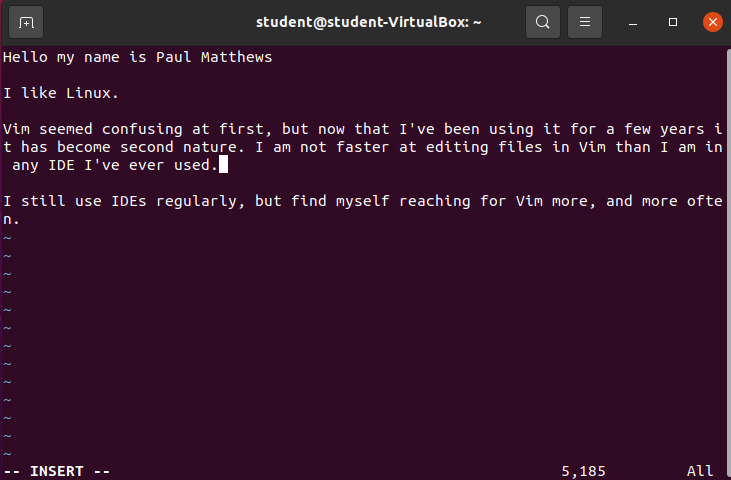 student@student-VirtualBox: ~
Hello my name is Paul Matthews
I like Linux.
Vim seemed confusing at first, but now that I've been using it for a few years i
t has become second nature. I am not faster at editing files in Vim than I am in
 any IDE I've ever used.
I still use IDEs regularly, but find myself reaching for Vim more, and more ofte
n.
~
~
~
~
~
~
~
~
~
~
~
~
~
-- INSERT -- 5,185 All